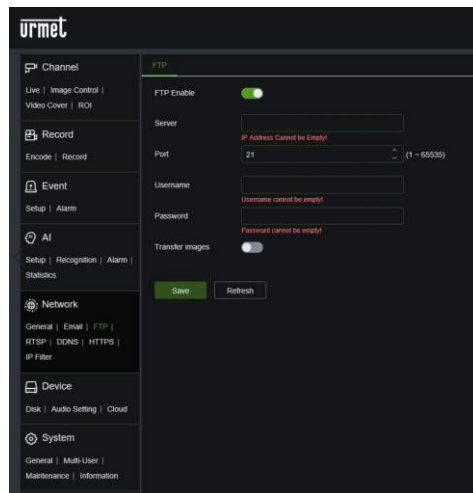 urmet
Channel
Live | Image Control |
Video Cover | ROI
Record
Encode | Record
Event
Setup | Alarm
AI
Setup | Recognition | Alarm |
Statistics
Network
General | Email | FTP |
RTSP | DDNS | HTTPS |
IP Filter
Device
Disk | Audio Setting | Cloud
System
General | Multi-User |
Maintenance | Information
FTP
FTP Enable
Server
IP Address Cannot be Empty!
Port 21 (1 ~ 65535)
Username
Username cannot be empty!
Password
Password cannot be empty!
Transfer images
Save Refresh